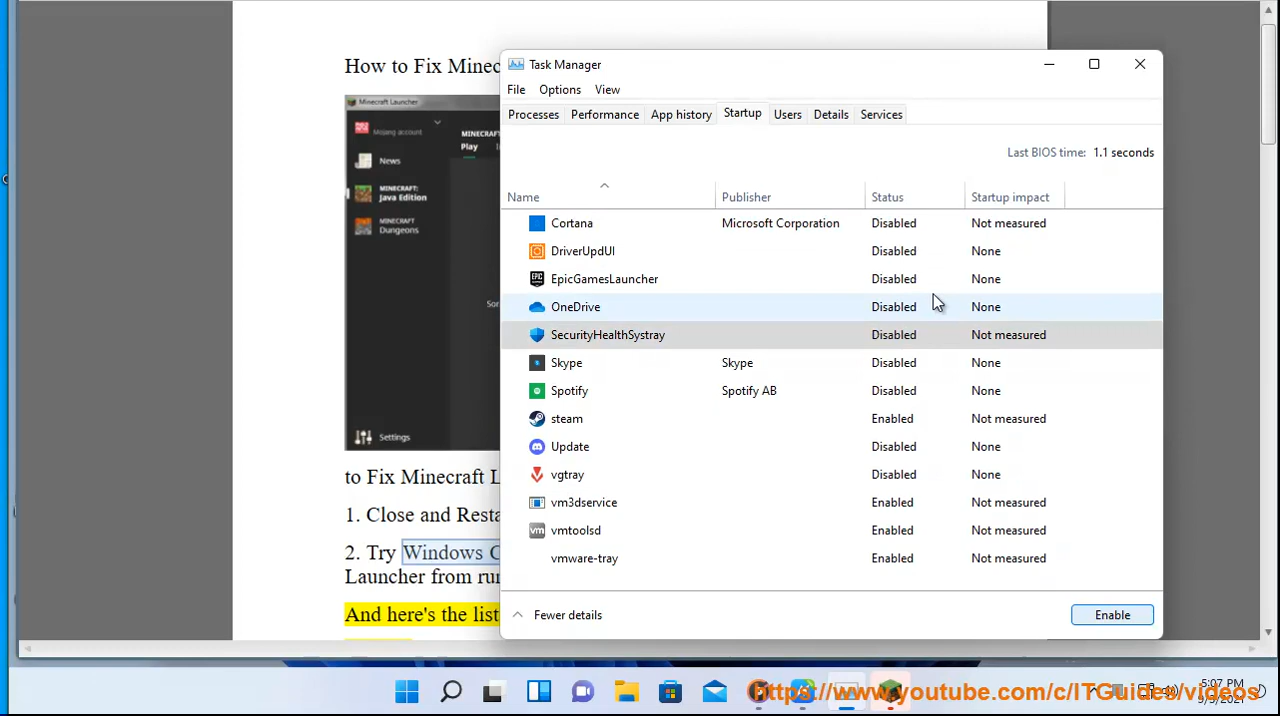 How to Fix Minec
Minecraft Launcher
Mojang account
News
MINECRAFT:
Java Edition
MINECRAFT
Dungeons
MINECRAFT
Play
Settings
to Fix Minecraft L
1. Close and Resta
2. Try Windows C
Launcher from run
And here's the list
Task Manager
File Options View
Processes Performance App history Startup Users Details Services
Last BIOS time: 1.1 seconds
Name Publisher Status Startup impact
Cortana Microsoft Corporation Disabled Not measured
DriverUpdUI Disabled None
EpicGamesLauncher Disabled None
OneDrive Disabled None
SecurityHealthSystray Disabled Not measured
Skype Skype Disabled None
Spotify Spotify AB Disabled None
steam Enabled Not measured
Update Disabled None
vgtray Disabled None
vm3dservice Enabled Not measured
vmtoolsd Enabled Not measured
vmware-tray Enabled Not measured
Fewer details Enable
5:07 PM
https://www.youtube.com/c/ITGuides/videos